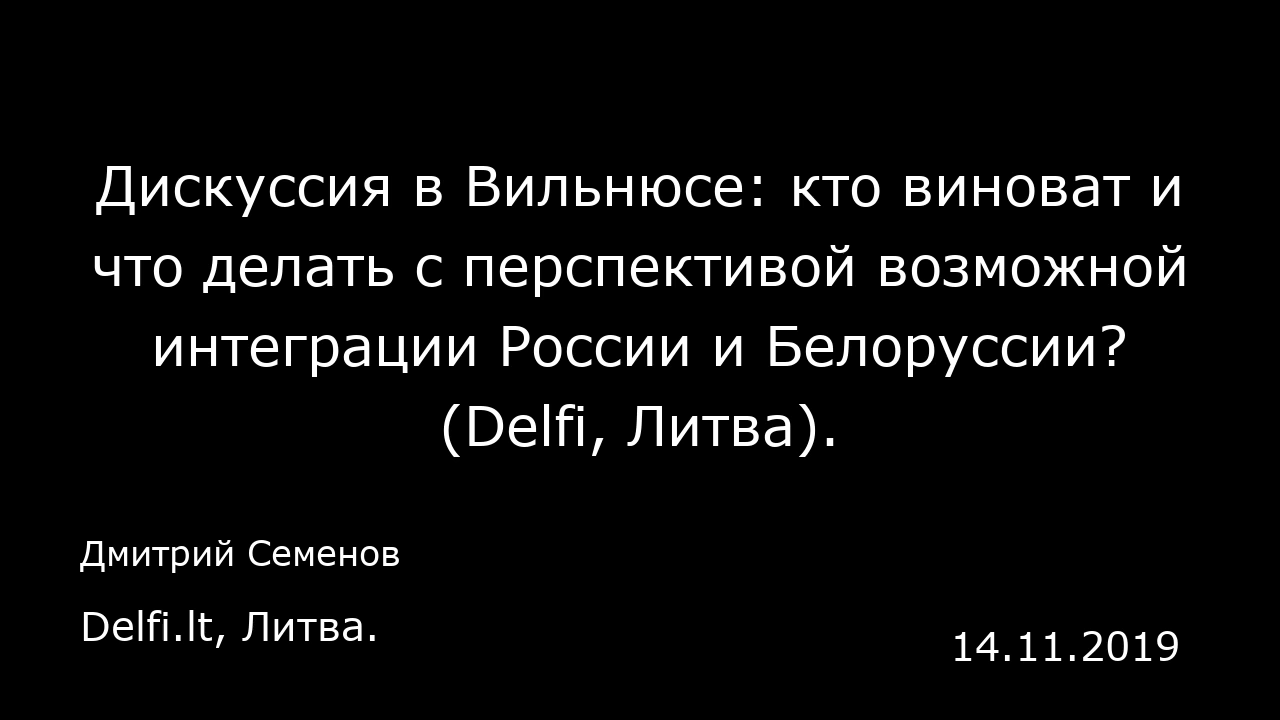 Дискуссия в Вильнюсе: кто виноват и
что делать с перспективой возможной
интеграции России и Белоруссии?
(Delfi, Литва).
Дмитрий Семенов
Delfi.lt, Литва.
14.11.2019